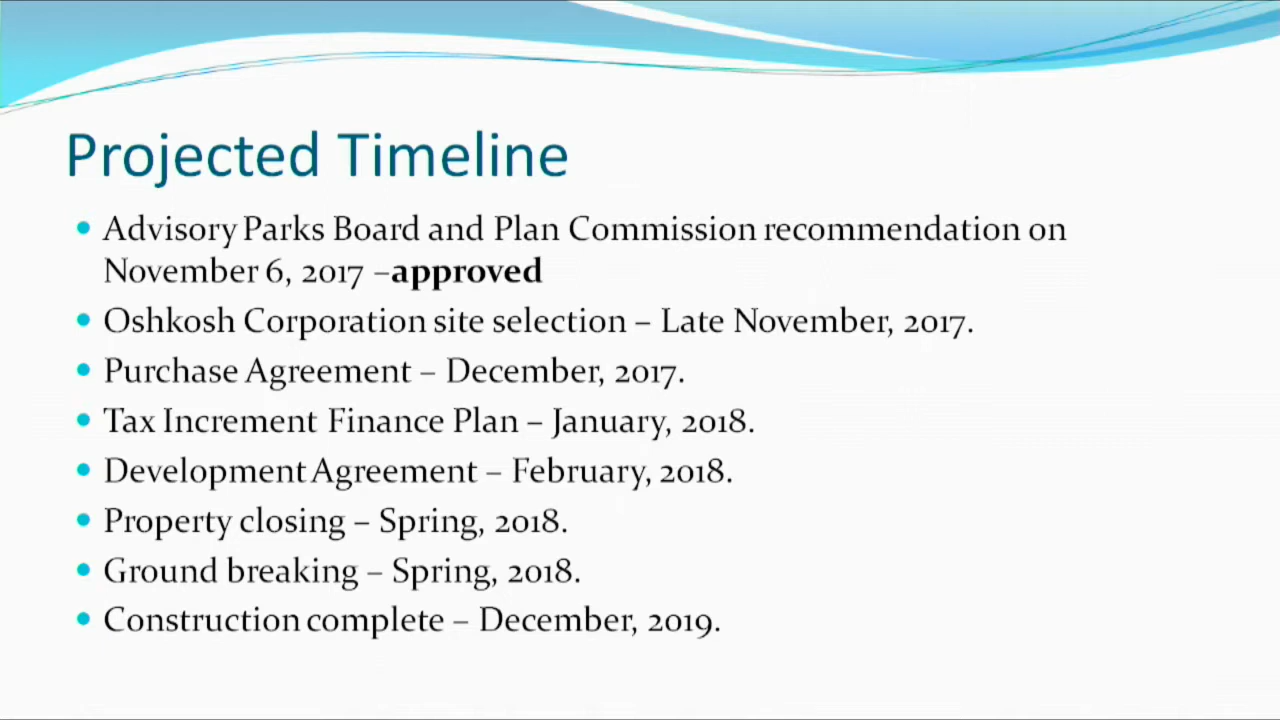 Projected Timeline
• Advisory Parks Board and Plan Commission recommendation on
November 6, 2017 –approved
• Oshkosh Corporation site selection – Late November, 2017.
• Purchase Agreement – December, 2017.
• Tax Increment Finance Plan – January, 2018.
• Development Agreement – February, 2018.
• Property closing – Spring, 2018.
• Ground breaking – Spring, 2018.
• Construction complete – December, 2019.